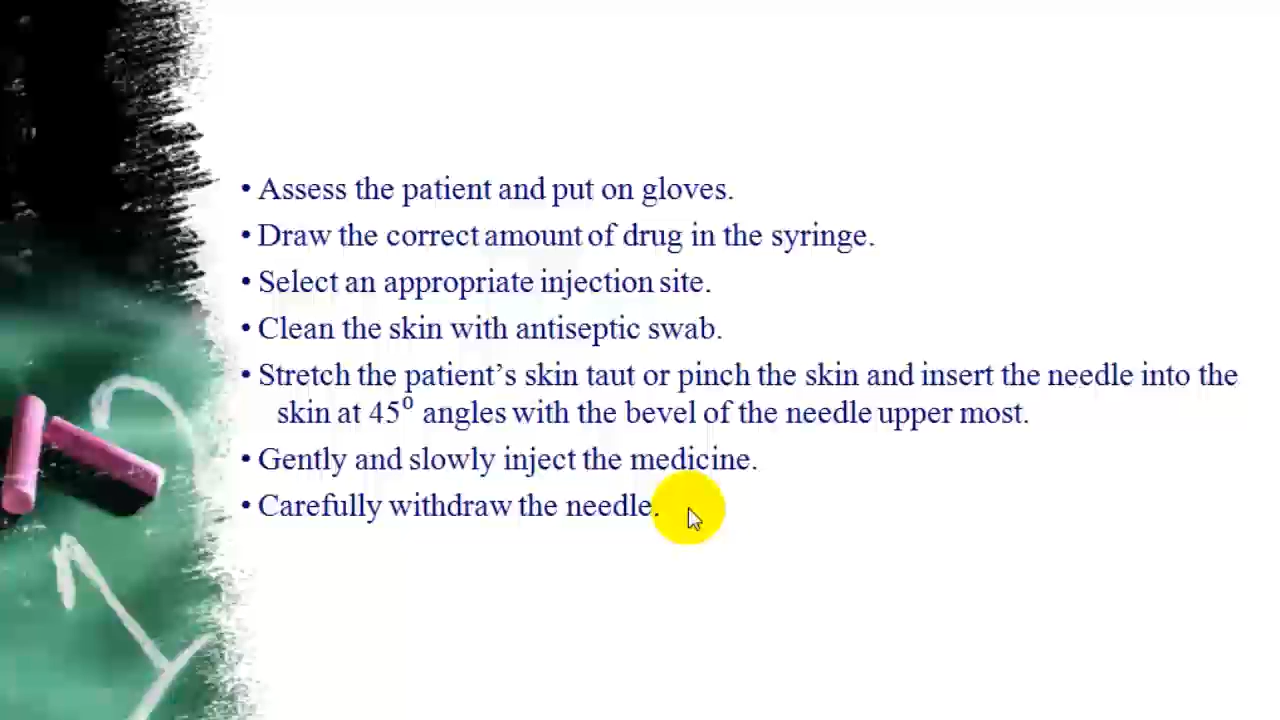 • Assess the patient and put on gloves.
• Draw the correct amount of drug in the syringe.
• Select an appropriate injection site.
• Clean the skin with antiseptic swab.
• Stretch the patient’s skin taut or pinch the skin and insert the needle into the
skin at 45⁰ angles with the bevel of the needle upper most.
• Gently and slowly inject the medicine.
• Carefully withdraw the needle.